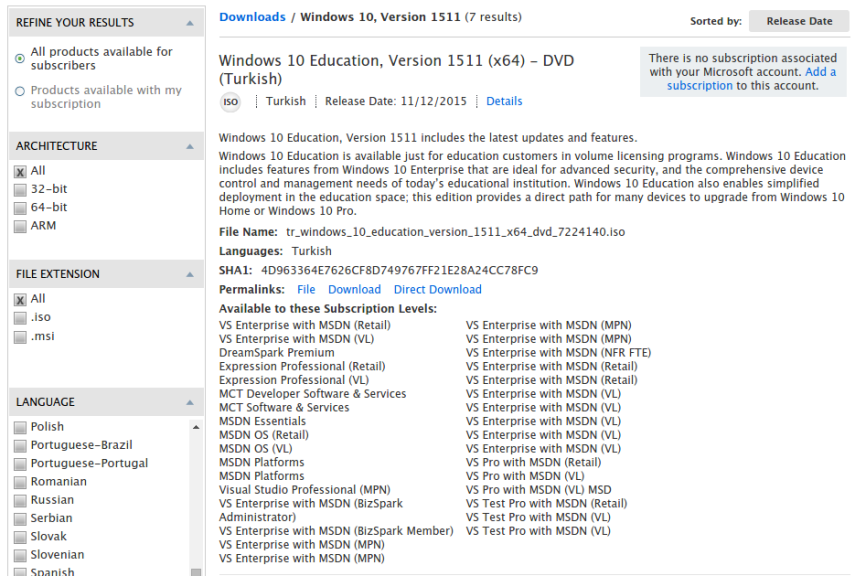 REFINE YOUR RESULTS
All products available for
subscribers
Products available with my
subscription
ARCHITECTURE
All
32-bit
64-bit
ARM
FILE EXTENSION
All
.iso
.msi
LANGUAGE
Polish
Portuguese-Brazil
Portuguese-Portugal
Romanian
Russian
Serbian
Slovak
Slovenian
Spanish
Downloads / Windows 10, Version 1511 (7 results)
Sorted by: Release Date
Windows 10 Education, Version 1511 (x64) - DVD
(Turkish)
There is no subscription associated
with your Microsoft account. Add a
subscription to this account.
ISO Turkish Release Date: 11/12/2015 Details
Windows 10 Education, Version 1511 includes the latest updates and features.
Windows 10 Education is available just for education customers in volume licensing programs. Windows 10 Education
includes features from Windows 10 Enterprise that are ideal for advanced security, and the comprehensive device
control and management needs of today's educational institution. Windows 10 Education also enables simplified
deployment in the education space; this edition provides a direct path for many devices to upgrade from Windows 10
Home or Windows 10 Pro.
File Name: tr_windows_10_education_version_1511_x64_dvd_7224140.iso
Languages: Turkish
SHA1: 4D963364E7626CF8D749767FF21E28A24CC78FC9
Permalinks: File Download Direct Download
Available to these Subscription Levels:
VS Enterprise with MSDN (Retail)
VS Enterprise with MSDN (VL)
DreamSpark Premium
Expression Professional (Retail)
Expression Professional (VL)
MCT Developer Software & Services
MCT Software & Services
MSDN Essentials
MSDN OS (Retail)
MSDN OS (VL)
MSDN Platforms
MSDN Platforms
Visual Studio Professional (MPN)
VS Enterprise with MSDN (BizSpark
Administrator)
VS Enterprise with MSDN (BizSpark Member)
VS Enterprise with MSDN (MPN)
VS Enterprise with MSDN (MPN)
VS Enterprise with MSDN (MPN)
VS Enterprise with MSDN (MPN)
VS Enterprise with MSDN (NFR FTE)
VS Enterprise with MSDN (Retail)
VS Enterprise with MSDN (Retail)
VS Enterprise with MSDN (VL)
VS Enterprise with MSDN (VL)
VS Enterprise with MSDN (VL)
VS Enterprise with MSDN (VL)
VS Enterprise with MSDN (VL)
VS Pro with MSDN (Retail)
VS Pro with MSDN (VL)
VS Pro with MSDN (VL) MSD
VS Test Pro with MSDN (Retail)
VS Test Pro with MSDN (VL)
VS Test Pro with MSDN (VL)